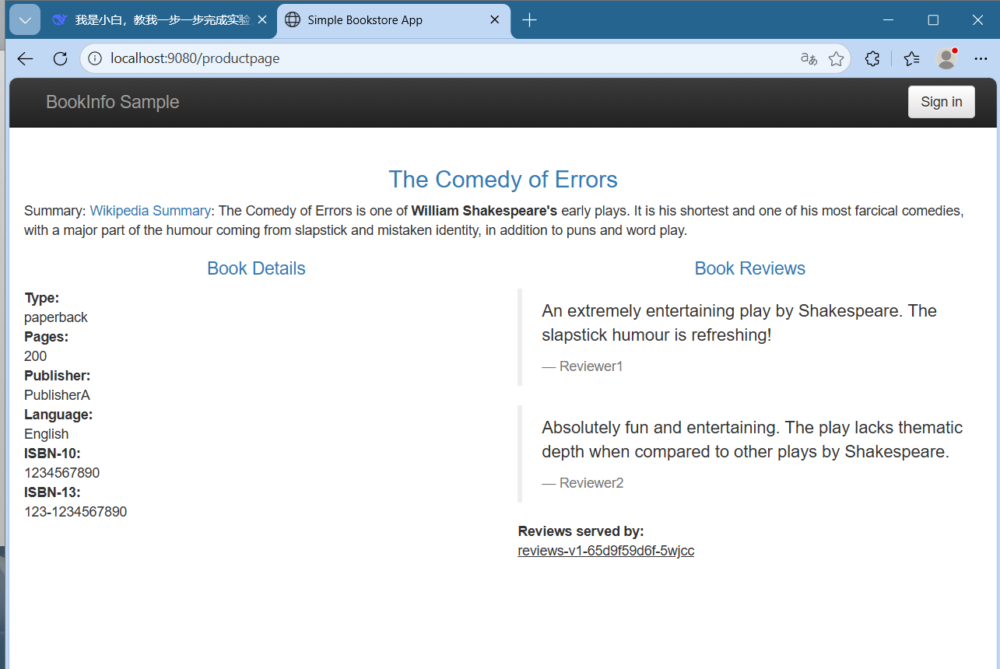 我是小白，教我一步一步完成实验
Simple Bookstore App
localhost:9080/productpage
BookInfo Sample
Sign in
The Comedy of Errors
Summary: Wikipedia Summary: The Comedy of Errors is one of William Shakespeare's early plays. It is his shortest and one of his most farcical comedies,
with a major part of the humour coming from slapstick and mistaken identity, in addition to puns and word play.
Book Details
Type:
paperback
Pages:
200
Publisher:
PublisherA
Language:
English
ISBN-10:
1234567890
ISBN-13:
123-1234567890
Book Reviews
An extremely entertaining play by Shakespeare. The
slapstick humour is refreshing!
— Reviewer1
Absolutely fun and entertaining. The play lacks thematic
depth when compared to other plays by Shakespeare.
— Reviewer2
Reviews served by:
reviews-v1-65d9f59d6f-5wjcc